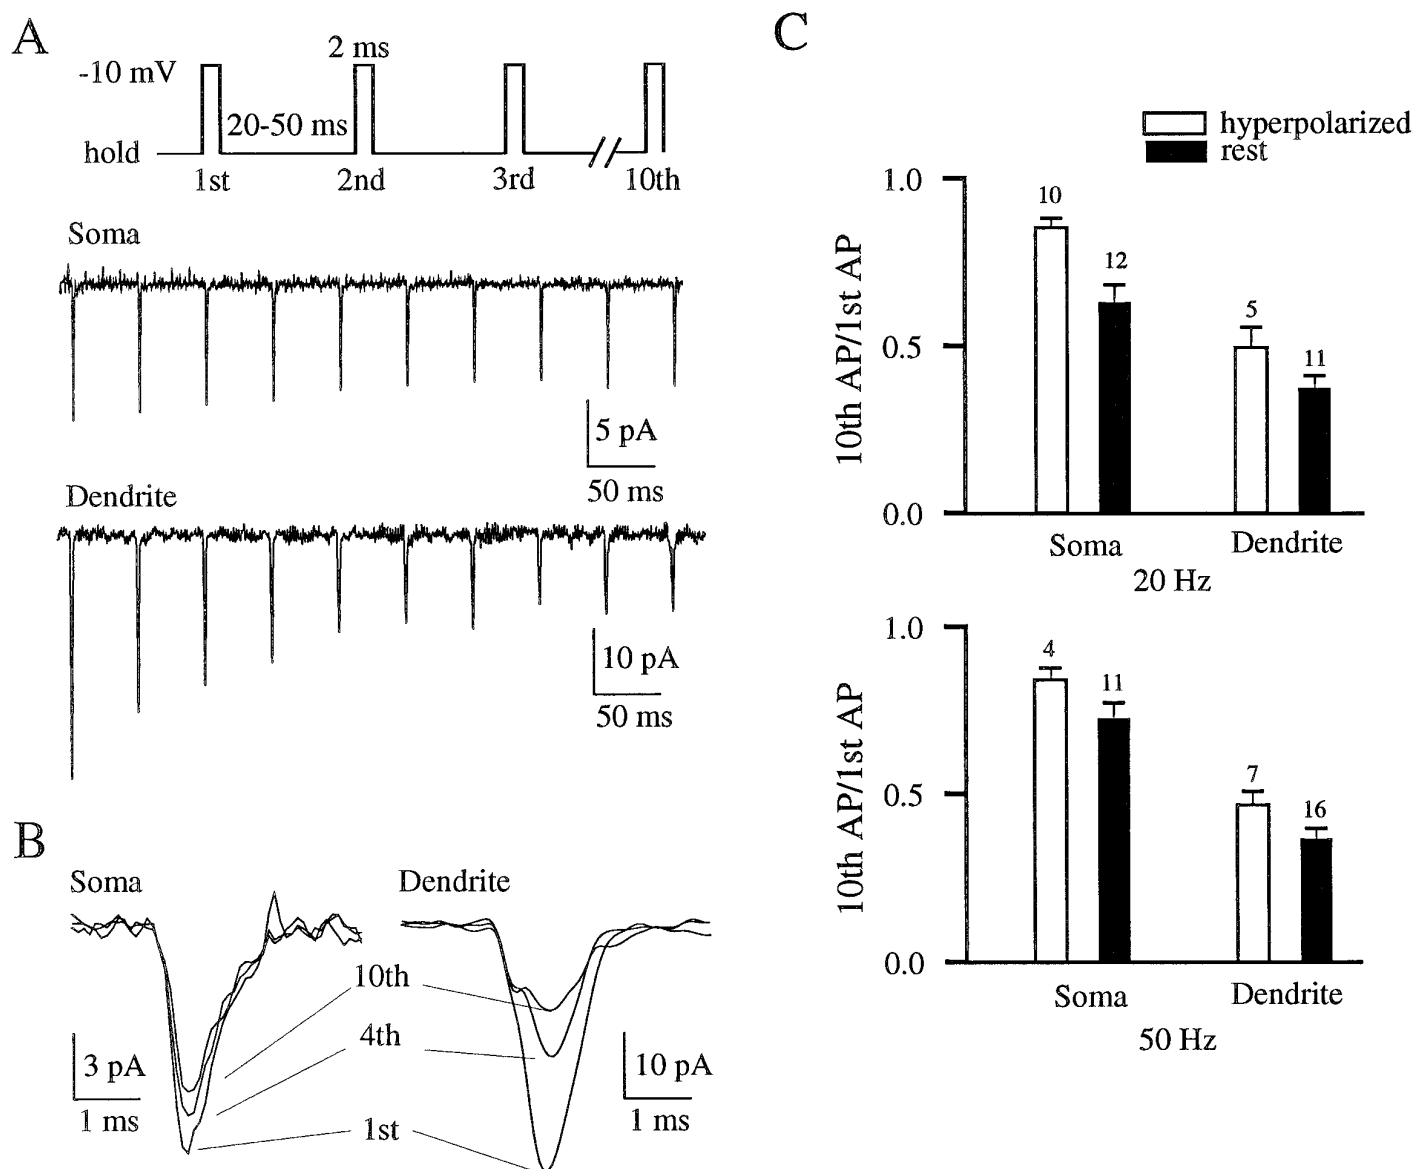 A
-10 mV
2 ms
20-50 ms
hold
1st 2nd 3rd 10th
Soma
5 pA
50 ms
Dendrite
10 pA
50 ms
B
Soma
Dendrite
10th
4th
1st
3 pA
1 ms
10 pA
1 ms
C
hyperpolarized
rest
10th AP/1st AP
1.0
0.5
0.0
10
12
5
11
Soma Dendrite
20 Hz
10th AP/1st AP
1.0
0.5
0.0
4
11
7
16
Soma Dendrite
50 Hz